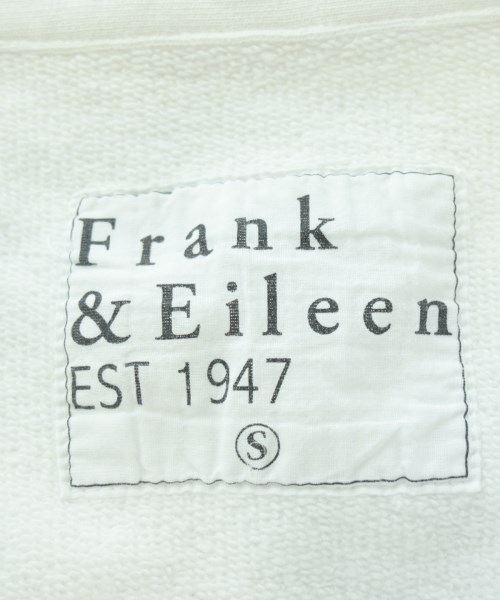 Frank
& Eileen
EST 1947
S